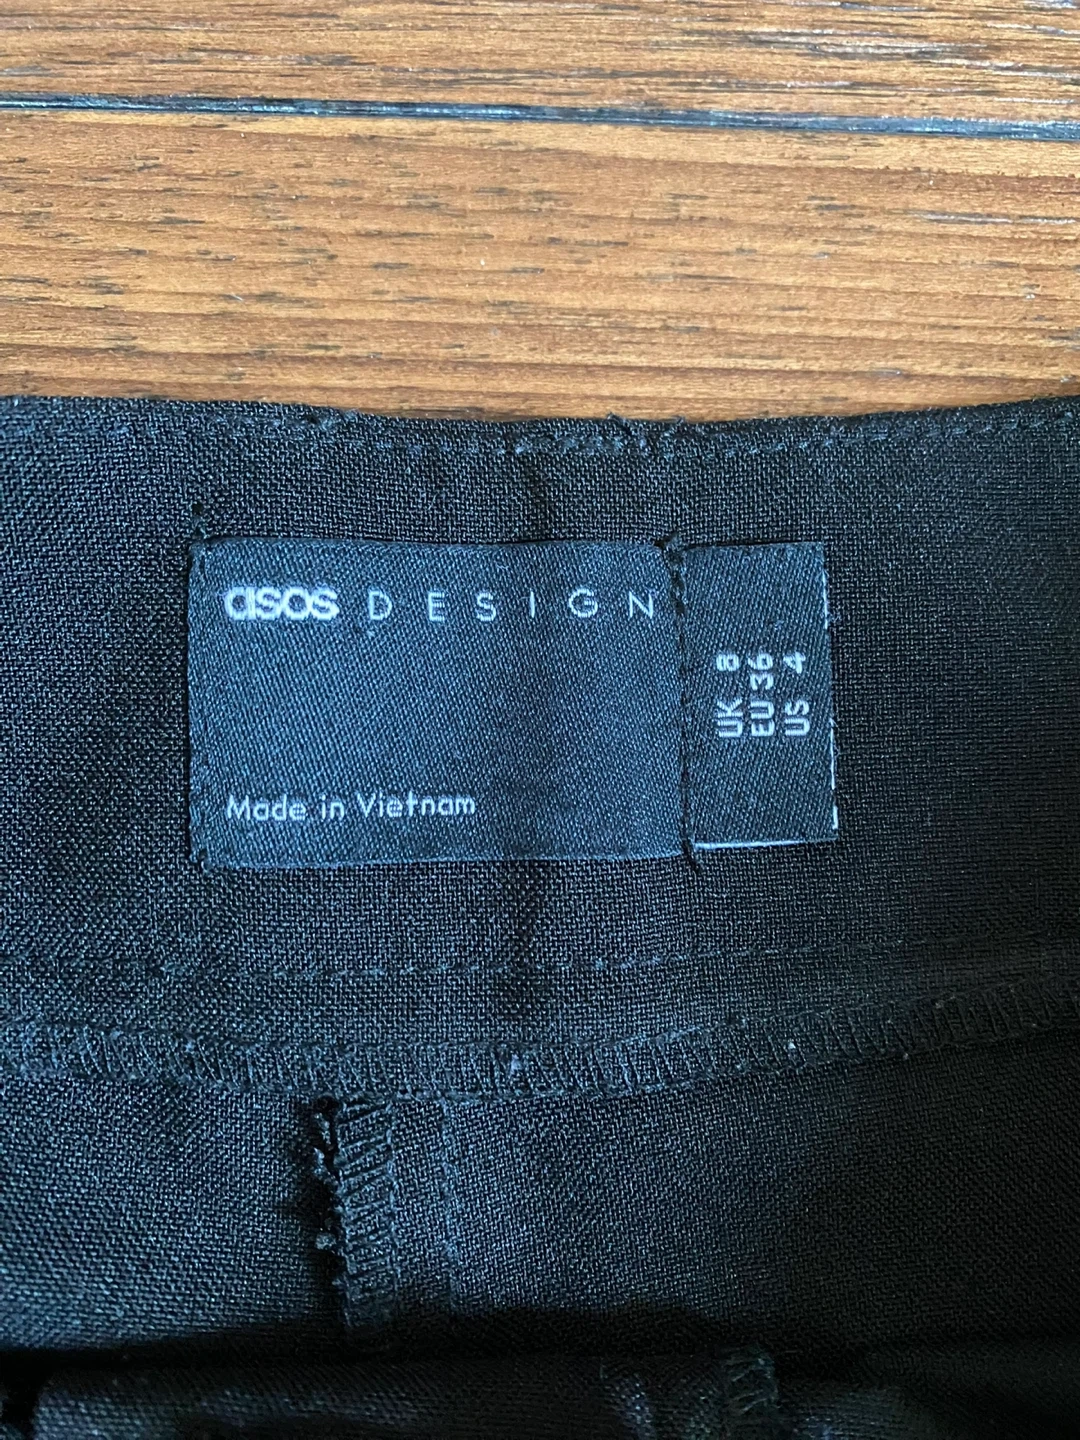 asos DESIGN
Made in Vietnam
UK 8
EU 36
US 4